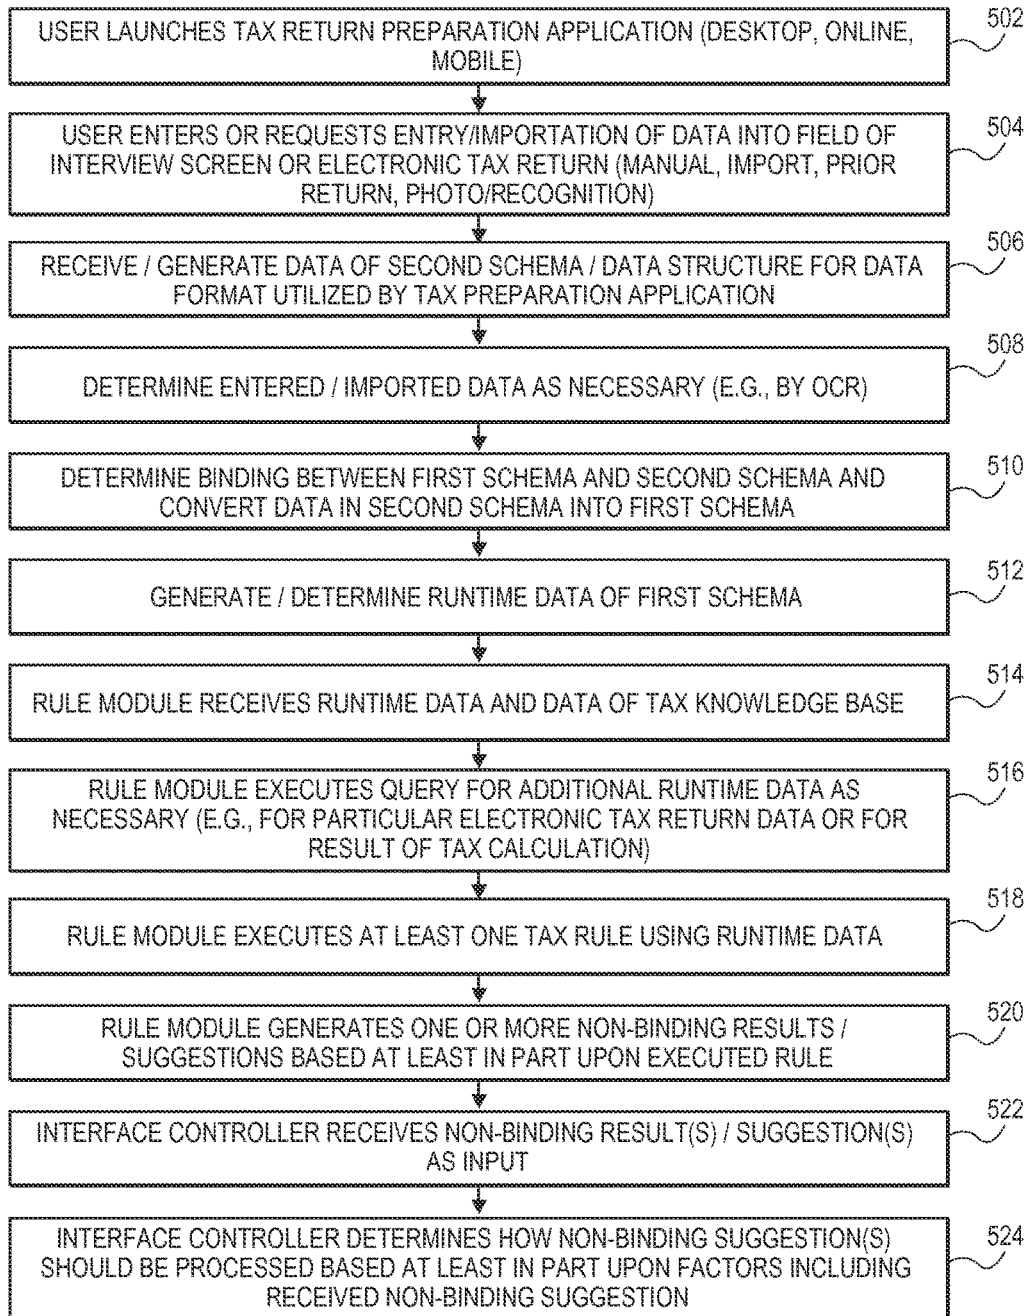 USER LAUNCHES TAX RETURN PREPARATION APPLICATION (DESKTOP, ONLINE,
MOBILE)
502
USER ENTERS OR REQUESTS ENTRY/IMPORTATION OF DATA INTO FIELD OF
INTERVIEW SCREEN OR ELECTRONIC TAX RETURN (MANUAL, IMPORT, PRIOR
RETURN, PHOTO/RECOGNITION)
504
RECEIVE / GENERATE DATA OF SECOND SCHEMA / DATA STRUCTURE FOR DATA
FORMAT UTILIZED BY TAX PREPARATION APPLICATION
506
DETERMINE ENTERED / IMPORTED DATA AS NECESSARY (E.G., BY OCR)
508
DETERMINE BINDING BETWEEN FIRST SCHEMA AND SECOND SCHEMA AND
CONVERT DATA IN SECOND SCHEMA INTO FIRST SCHEMA
510
GENERATE / DETERMINE RUNTIME DATA OF FIRST SCHEMA
512
RULE MODULE RECEIVES RUNTIME DATA AND DATA OF TAX KNOWLEDGE BASE
514
RULE MODULE EXECUTES QUERY FOR ADDITIONAL RUNTIME DATA AS
NECESSARY (E.G., FOR PARTICULAR ELECTRONIC TAX RETURN DATA OR FOR
RESULT OF TAX CALCULATION)
516
RULE MODULE EXECUTES AT LEAST ONE TAX RULE USING RUNTIME DATA
518
RULE MODULE GENERATES ONE OR MORE NON-BINDING RESULTS /
SUGGESTIONS BASED AT LEAST IN PART UPON EXECUTED RULE
520
INTERFACE CONTROLLER RECEIVES NON-BINDING RESULT(S) / SUGGESTION(S)
AS INPUT
522
INTERFACE CONTROLLER DETERMINES HOW NON-BINDING SUGGESTION(S)
SHOULD BE PROCESSED BASED AT LEAST IN PART UPON FACTORS INCLUDING
RECEIVED NON-BINDING SUGGESTION
524